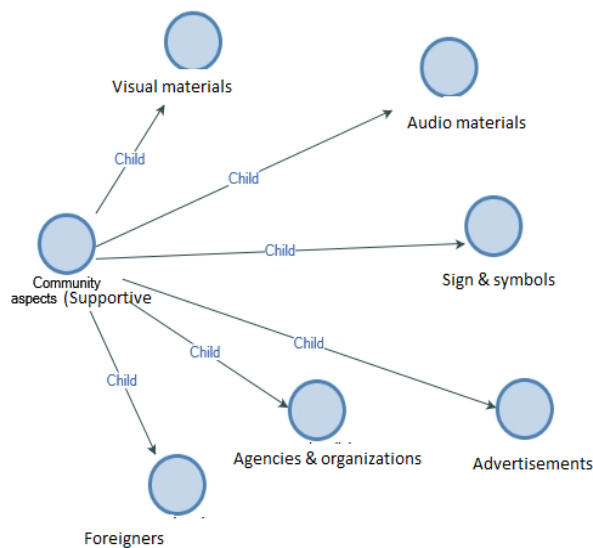 Visual materials
Audio materials
Child
Child
Child
Sign & symbols
Community
aspects (Supportive
Child
Child
Child
Agencies & organizations
Advertisements
Foreigners